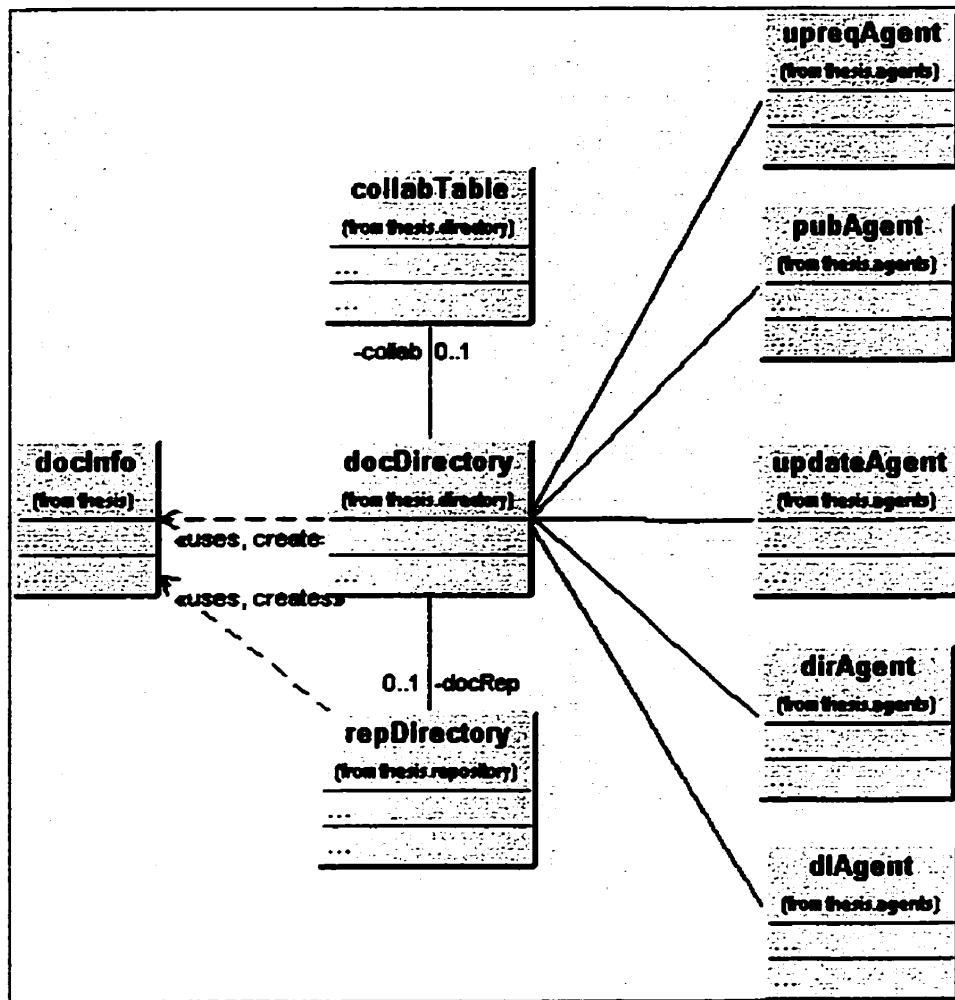 upreqAgent
(from thesis.agents)
...
...
collabTable
(from thesis.directory)
...
...
pubAgent
(from thesis.agents)
...
...
-collab 0..1
docInfo
(from thesis)
...
...
docDirectory
(from thesis.directory)
...
...
updateAgent
(from thesis.agents)
...
...
«uses, create
«uses, creates»
0..1 -docRep
repDirectory
(from thesis.repository)
...
...
dirAgent
(from thesis.agents)
...
...
dlAgent
(from thesis.agents)
...
...